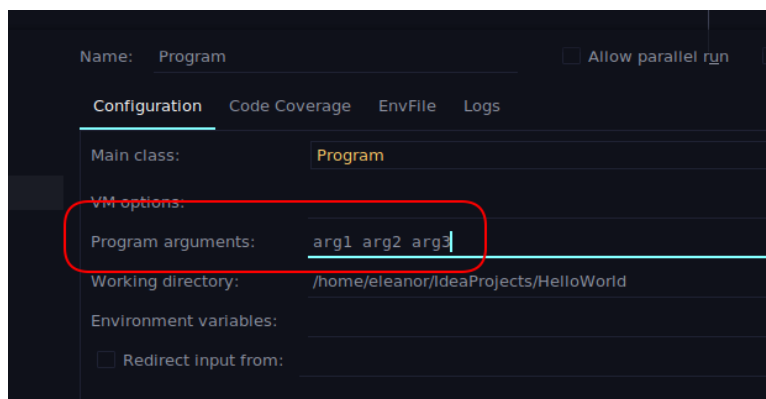 Name: Program Allow parallel run
Configuration Code Coverage EnvFile Logs
Main class: Program
VM options:
Program arguments: arg1 arg2 arg3
Working directory: /home/eleanor/IdeaProjects/HelloWorld
Environment variables:
Redirect input from: